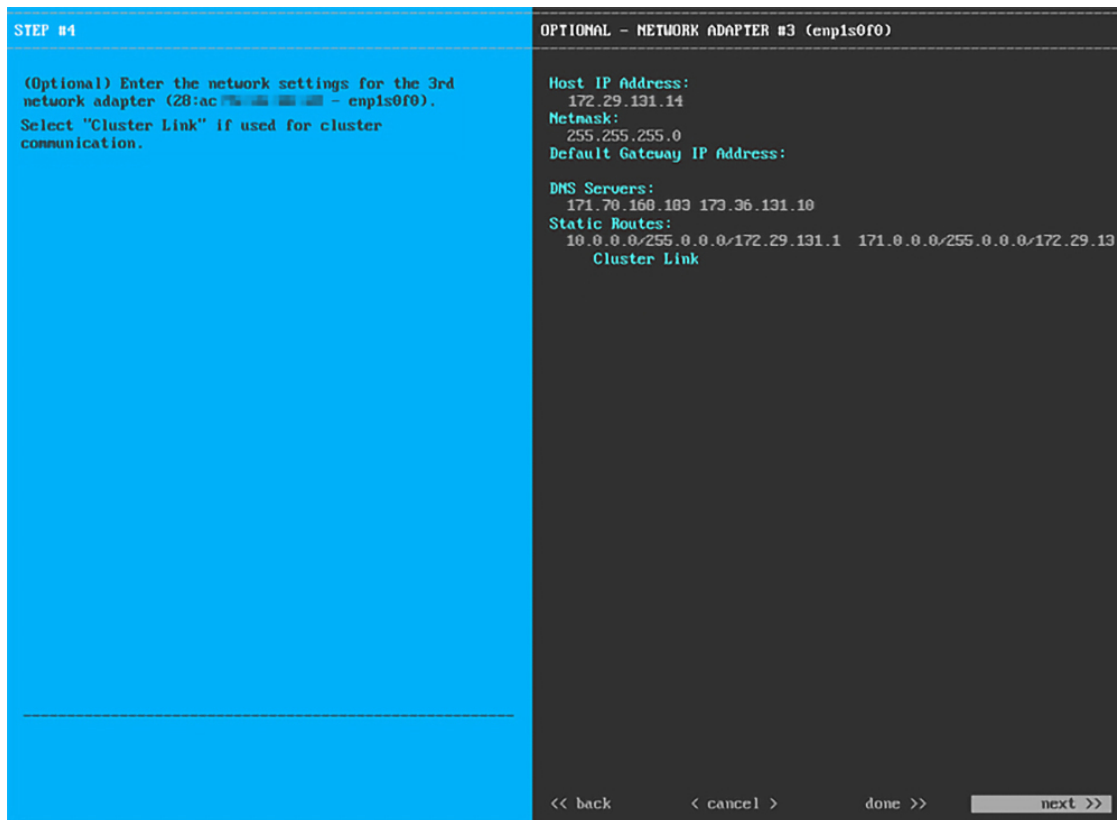 STEP #4
(Optional) Enter the network settings for the 3rd
network adapter (28:ac - enp1s0f0).
Select "Cluster Link" if used for cluster
communication.
OPTIONAL - NETWORK ADAPTER #3 (enp1s0f0)
Host IP Address:
172.29.131.14
Netmask:
255.255.255.0
Default Gateway IP Address:
DNS Servers:
171.70.168.183 173.36.131.10
Static Routes:
10.0.0.0/255.0.0.0/172.29.131.1 171.0.0.0/255.0.0.0/172.29.13
Cluster Link
<< back < cancel > done >> next >>